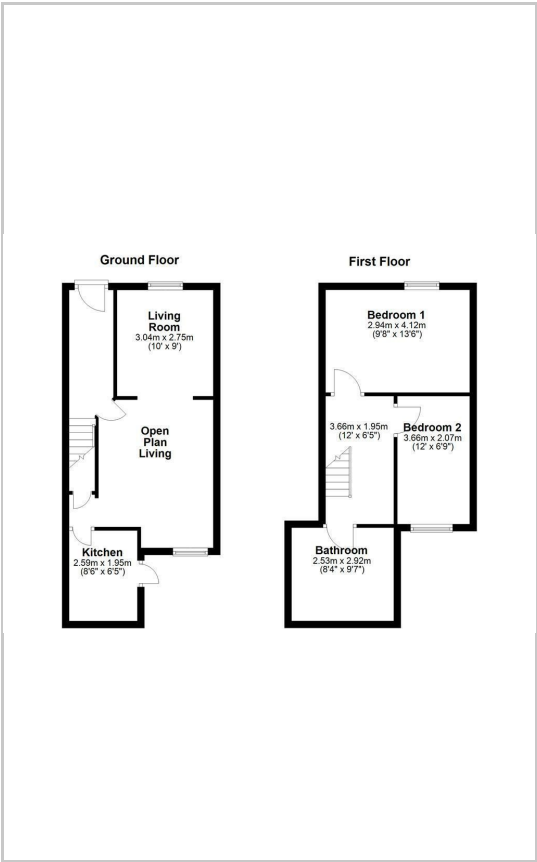 Ground Floor
Living
Room
3.04m x 2.75m
(10' x 9')
Open
Plan
Living
Kitchen
2.59m x 1.95m
(8'6" x 6'5")
First Floor
Bedroom 1
2.94m x 4.12m
(9'8" x 13'6")
3.66m x 1.95m
(12' x 6'5")
Bedroom 2
3.66m x 2.07m
(12' x 6'9")
Bathroom
2.53m x 2.92m
(8'4" x 9'7")